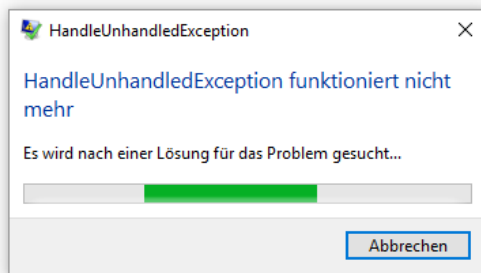 HandleUnhandledException
HandleUnhandledException funktioniert nicht
mehr
Es wird nach einer Lösung für das Problem gesucht...
Abbrechen